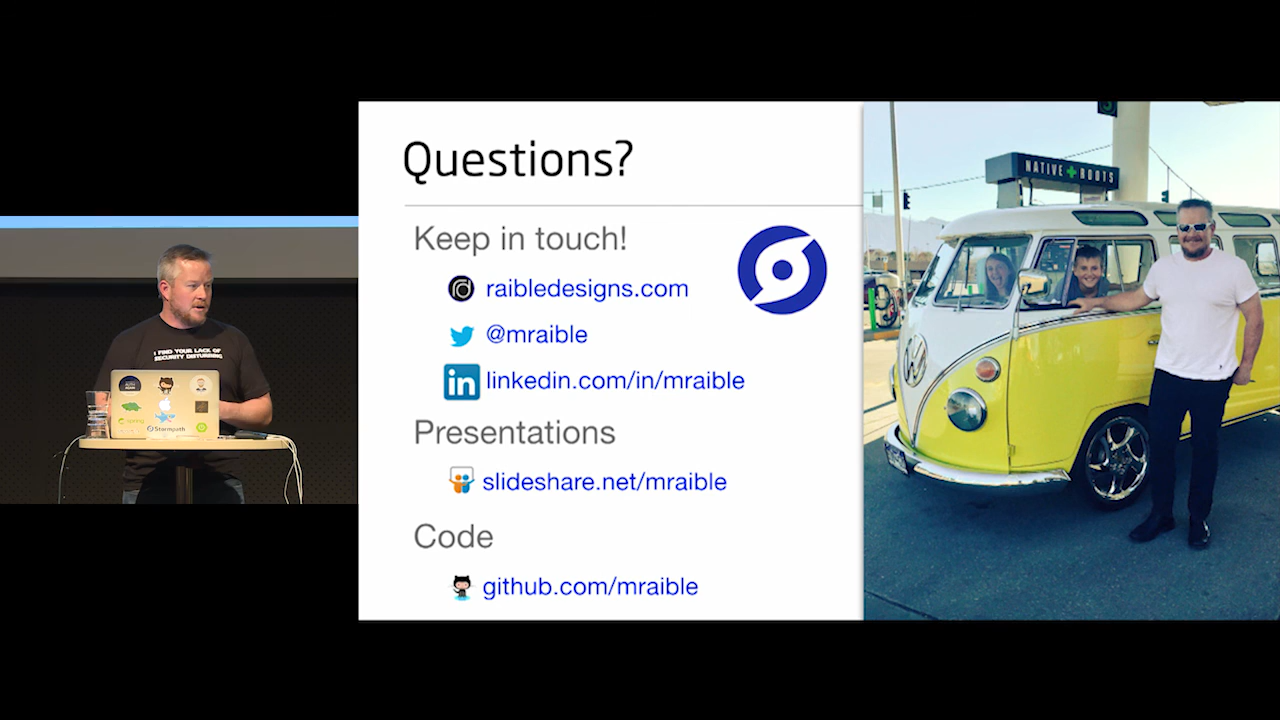 Questions?
Keep in touch!
raibledesigns.com
@mraible
in linkedin.com/in/mraible
Presentations
slideshare.net/mraible
Code
github.com/mraible
NATIVE ROOTS
I FIND YOUR LACK OF
SECURITY DISTURBING
spring
Stormpath